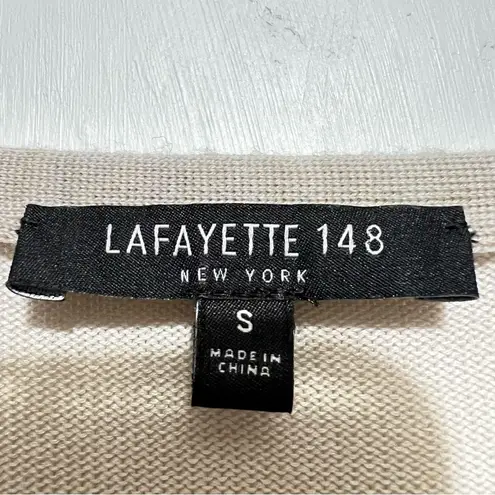 LAFAYETTE 148
NEW YORK
S
MADE IN
CHINA